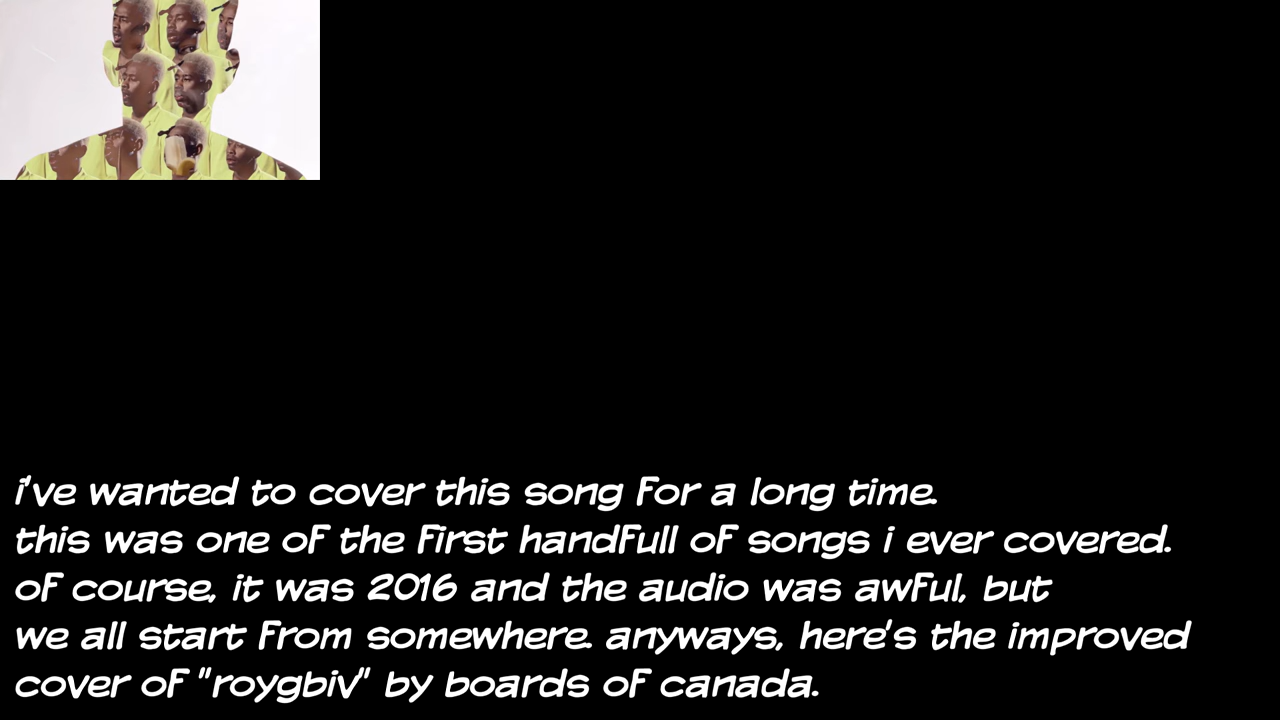 i've wanted to cover this song for a long time.
this was one of the first handfull of songs i ever covered.
of course, it was 2016 and the audio was awful, but
we all start from somewhere. anyways, here's the improved
cover of "roygbiv" by boards of canada.